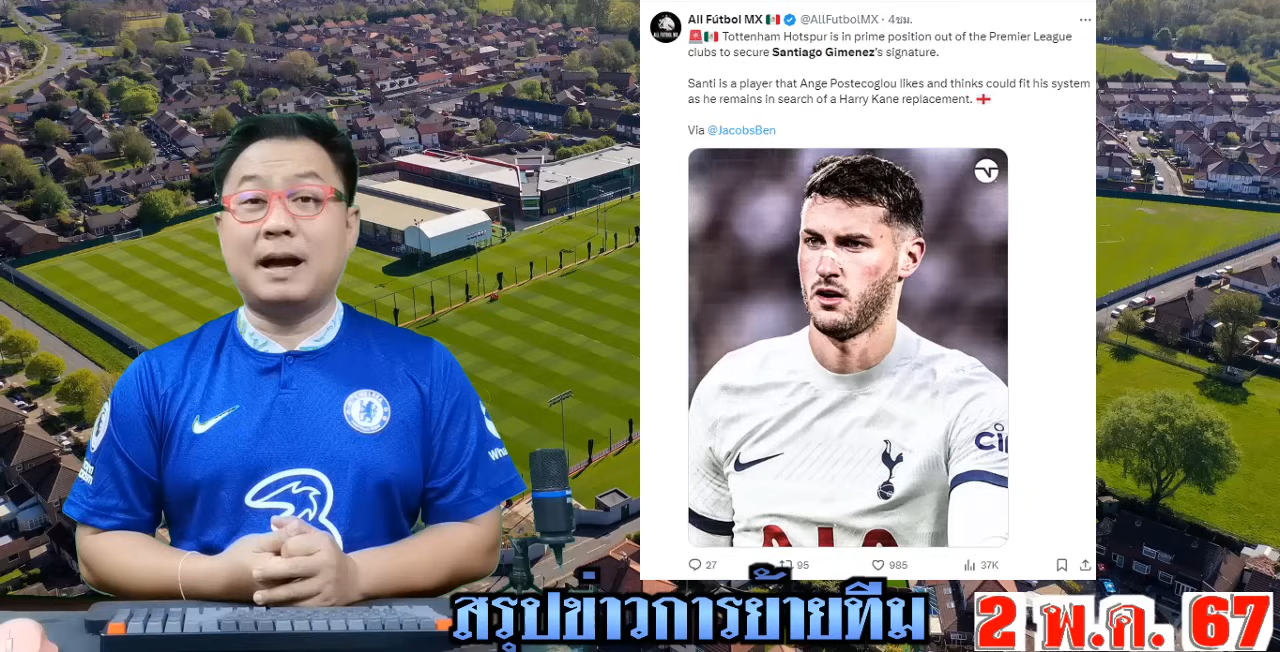 All Fútbol MX 🇲🇽 @AllFutbolMX · 4ชม.
🚨🇲🇽 Tottenham Hotspur is in prime position out of the Premier League
clubs to secure Santiago Gimenez's signature.
Santi is a player that Ange Postecoglou likes and thinks could fit his system
as he remains in search of a Harry Kane replacement. 🏴󠁧󠁢󠁥󠁮󠁧󠁿
Via @JacobsBen
27 95 985 37K
สรุปข่าวการย้ายทีม
2 พ.ค. 67